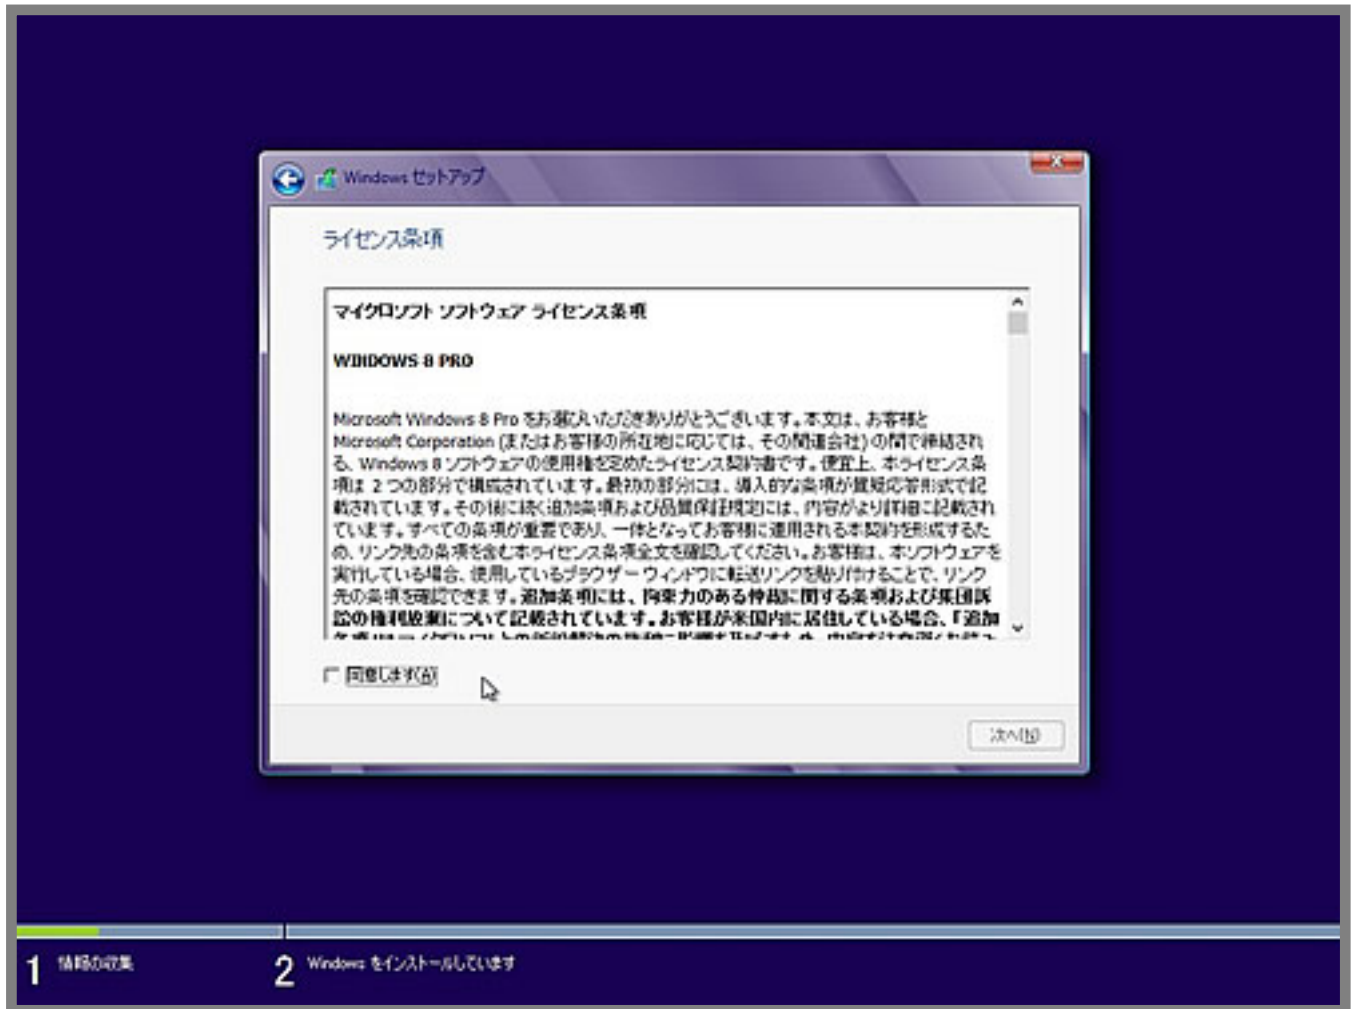 Windows セットアップ
ライセンス条項
マイクロソフト ソフトウェア ライセンス条項
WINDOWS 8 PRO
Microsoft Windows 8 Pro をお選びいただきありがとうございます。本文は、お客様と
Microsoft Corporation (またはお客様の所在地に応じては、その関連会社) の間で締結され
る、Windows 8 ソフトウェアの使用権を定めたライセンス契約書です。便宜上、本ライセンス条
項は 2 つの部分で構成されています。最初の部分には、導入的な条項が質疑応答形式で記
載されています。その後に続く追加条項および品質保証規定には、内容がより詳細に記載され
ています。すべての条項が重要であり、一体となってお客様に適用される本契約を形成するた
め、リンク先の条項を含む本ライセンス条項全文を確認してください。お客様は、本ソフトウェアを
実行している場合、使用しているブラウザー ウィンドウに転送リンクを貼り付けることで、リンク
先の条項を確認できます。追加条項には、拘束力のある仲裁に関する条項および集団訴
訟の権利放棄について記載されています。お客様が米国内に居住している場合、「追加
同意します(A)
次へ(N)
1 情報の収集
2 Windows をインストールしています